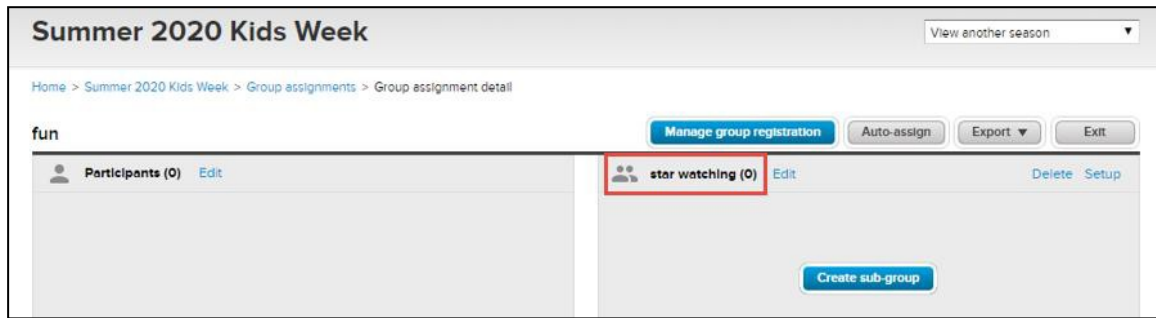 Summer 2020 Kids Week
View another season ▼
Home > Summer 2020 Kids Week > Group assignments > Group assignment detail
fun
Manage group registration Auto-assign Export ▼ Exit
Participants (0) Edit
star watching (0) Edit Delete Setup
Create sub-group